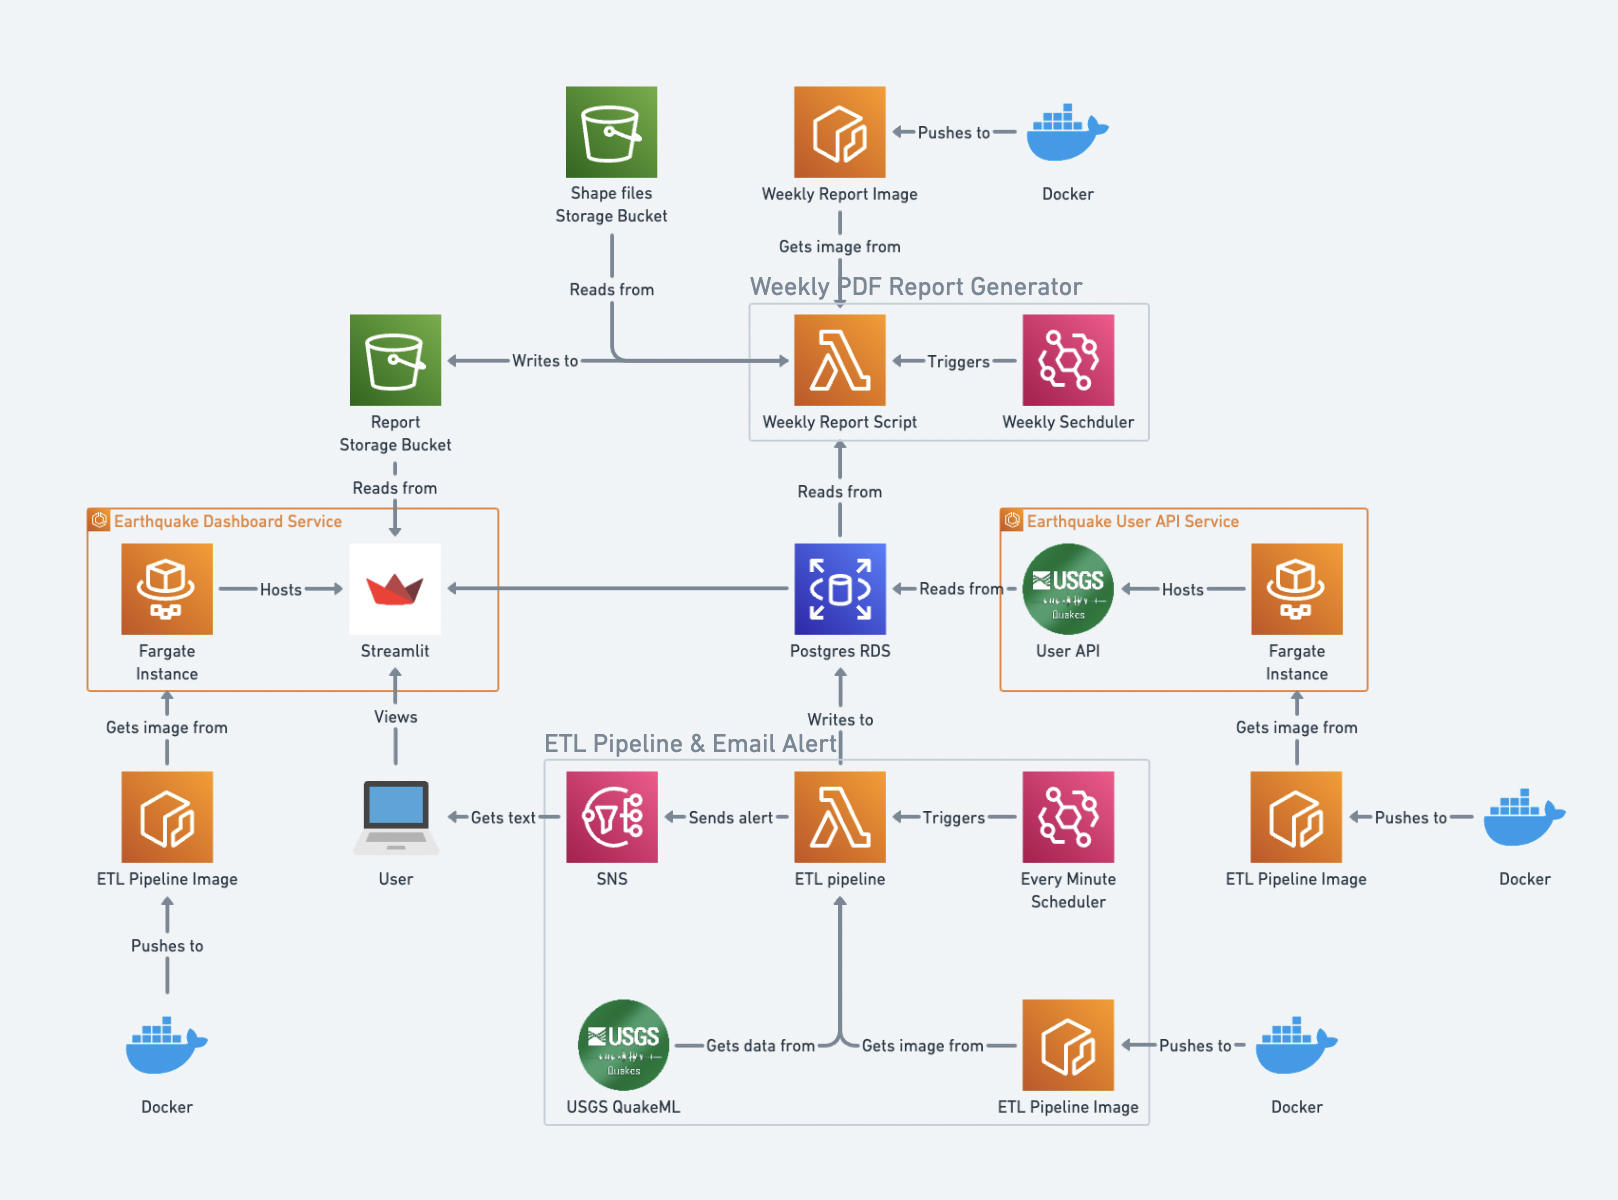 Shape files
Storage Bucket
Weekly Report Image
Pushes to
Docker
Gets image from
Reads from
Weekly PDF Report Generator
Writes to
Triggers
Weekly Report Script
Weekly Sechduler
Report
Storage Bucket
Reads from
Reads from
Earthquake Dashboard Service
Hosts
Fargate
Instance
Streamlit
Postgres RDS
Earthquake User API Service
Reads from
USGS
Quakes
Hosts
User API
Fargate
Instance
Gets image from
Views
Writes to
Gets image from
ETL Pipeline & Email Alert
ETL Pipeline Image
User
Gets text
SNS
Sends alert
ETL pipeline
Triggers
Every Minute
Scheduler
ETL Pipeline Image
Pushes to
Docker
Pushes to
Docker
USGS
Quakes
USGS QuakeML
Gets data from
Gets image from
ETL Pipeline Image
Pushes to
Docker